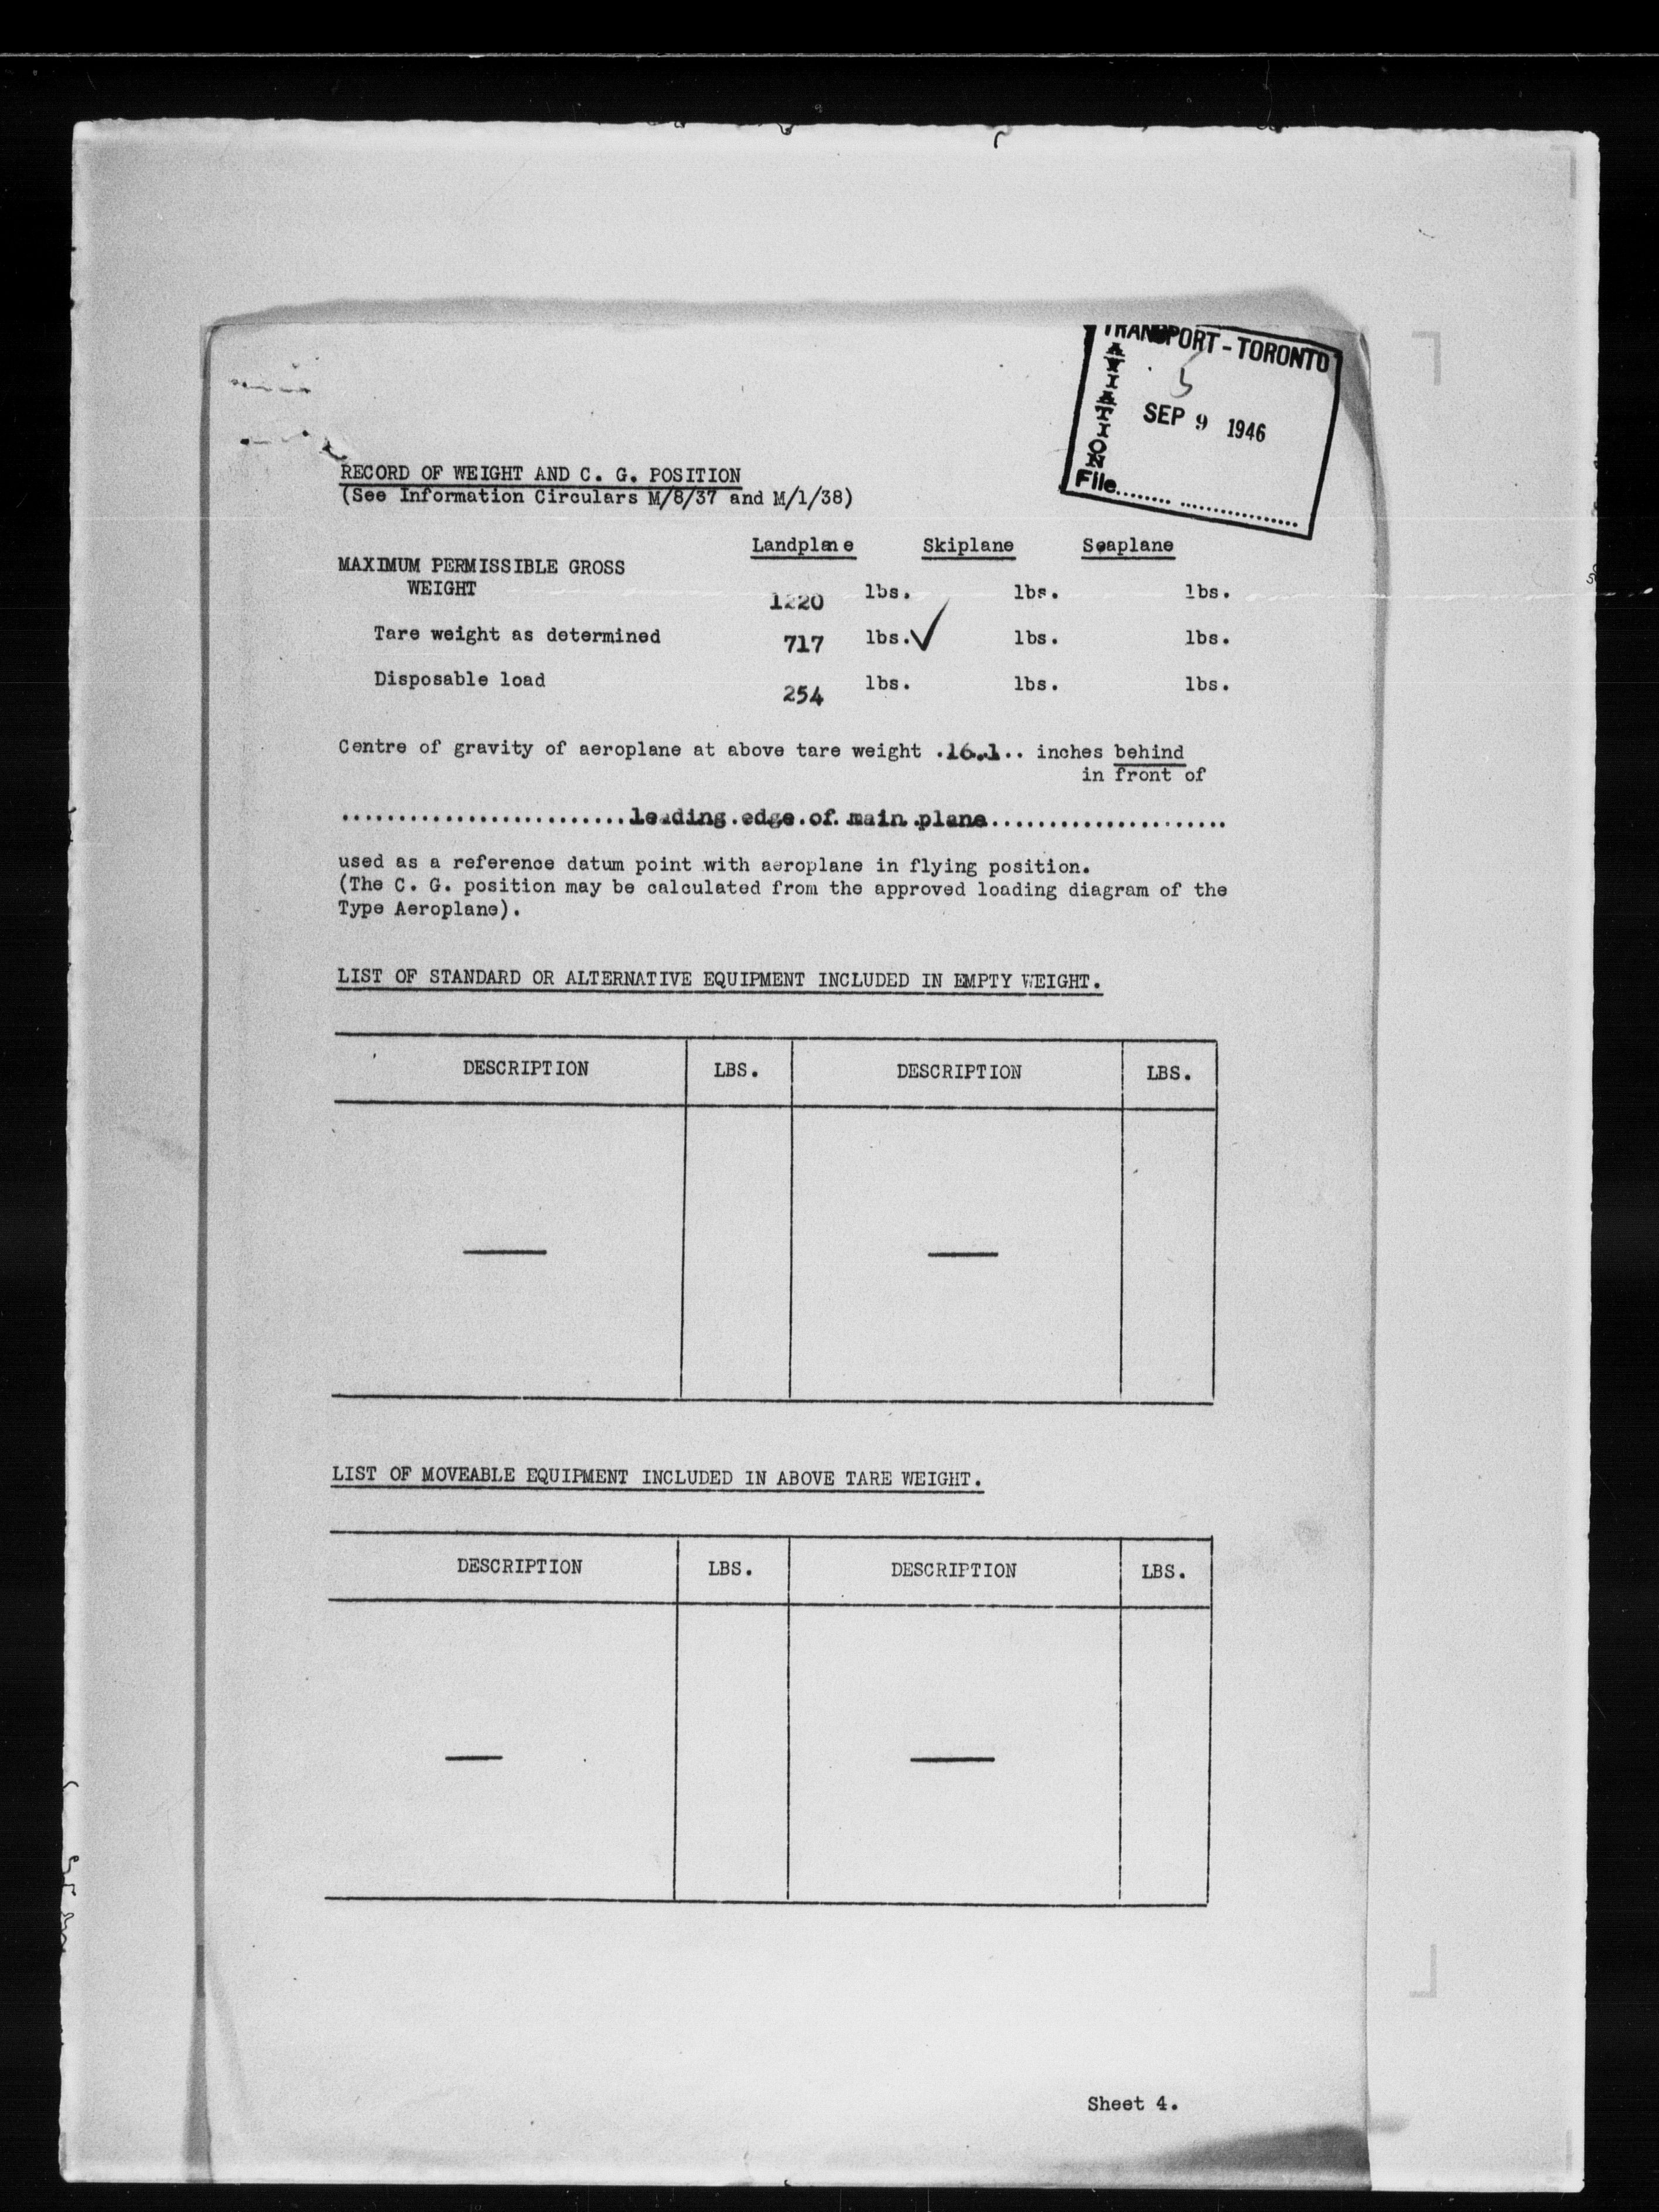 TRANSPORT - TORONTO
AVIATION
SEP 9 1946
File.......................
RECORD OF WEIGHT AND C. G. POSITION
(See Information Circulars M/8/37 and M/1/38)
Landplane Skiplane Seaplane
MAXIMUM PERMISSIBLE GROSS
WEIGHT 1220 lbs. lbs. lbs.
Tare weight as determined 717 lbs.✓ lbs. lbs.
Disposable load 254 lbs. lbs. lbs.
Centre of gravity of aeroplane at above tare weight .16.1.. inches behind
in front of
.........................leading.edge.of.main.plane.....................
used as a reference datum point with aeroplane in flying position.
(The C. G. position may be calculated from the approved loading diagram of the
Type Aeroplane).
LIST OF STANDARD OR ALTERNATIVE EQUIPMENT INCLUDED IN EMPTY WEIGHT.
DESCRIPTION LBS. DESCRIPTION LBS.
— —
LIST OF MOVEABLE EQUIPMENT INCLUDED IN ABOVE TARE WEIGHT.
DESCRIPTION LBS. DESCRIPTION LBS.
— —
Sheet 4.